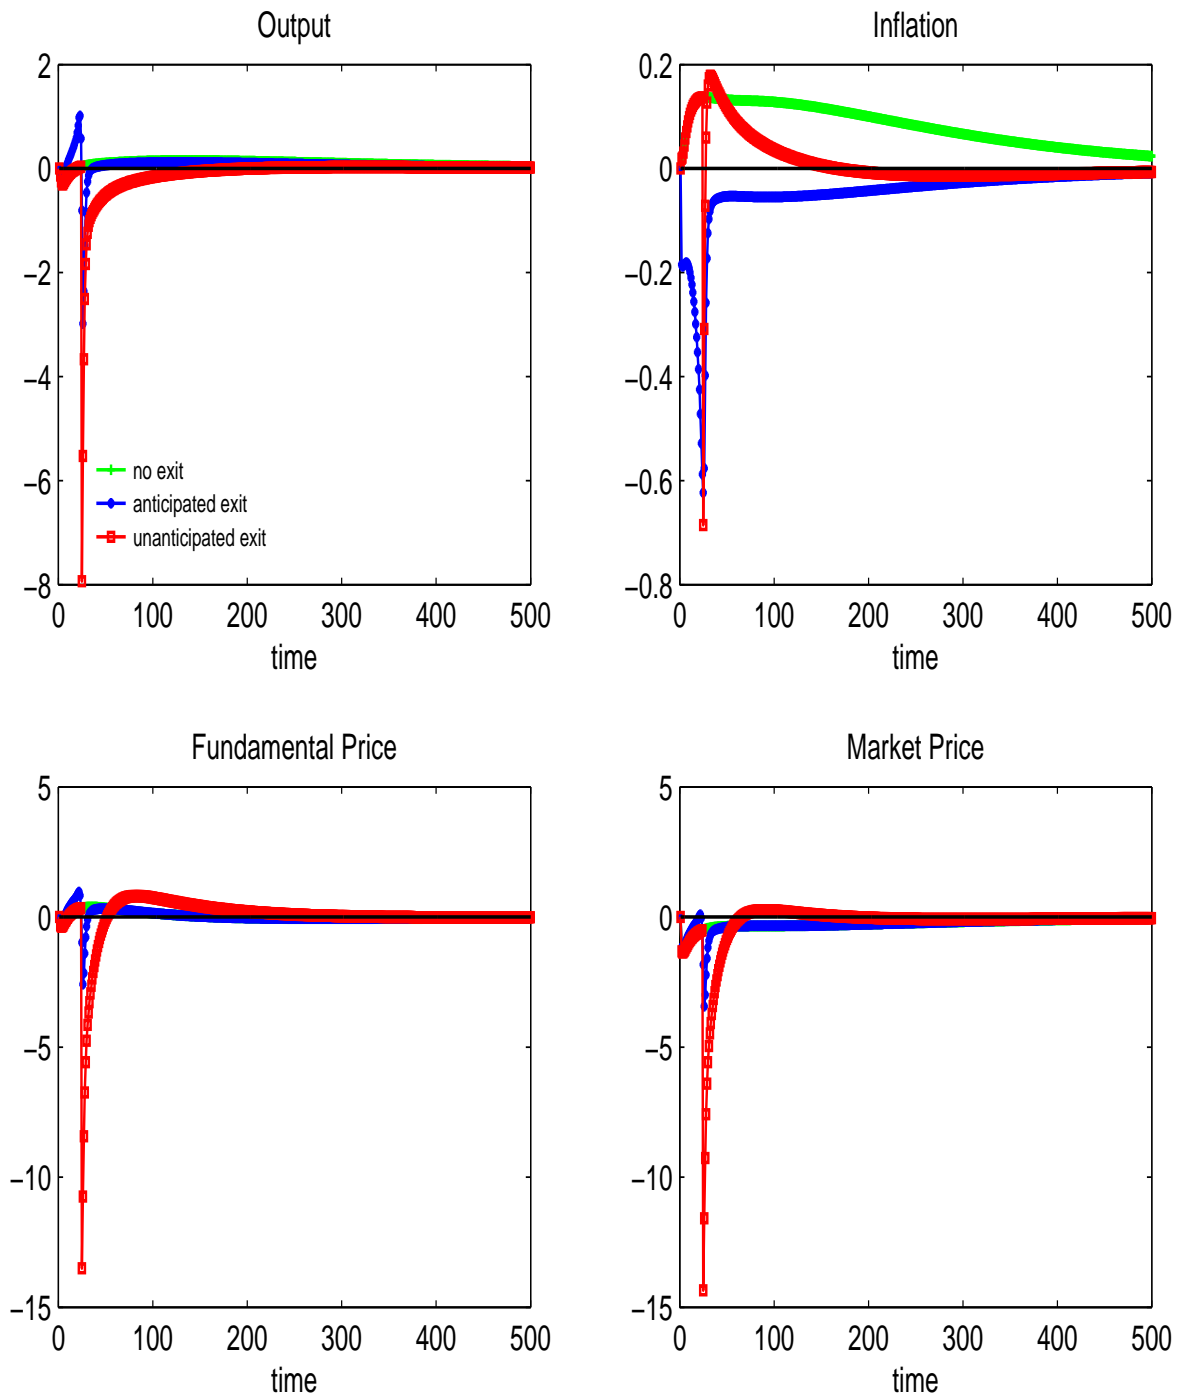 Output
Inflation
2
0
−2
−4
−6
−8
no exit
anticipated exit
unanticipated exit
0 100 200 300 400 500
time
0.2
0
−0.2
−0.4
−0.6
−0.8
0 100 200 300 400 500
time
Fundamental Price
Market Price
5
0
−5
−10
−15
0 100 200 300 400 500
time
5
0
−5
−10
−15
0 100 200 300 400 500
time